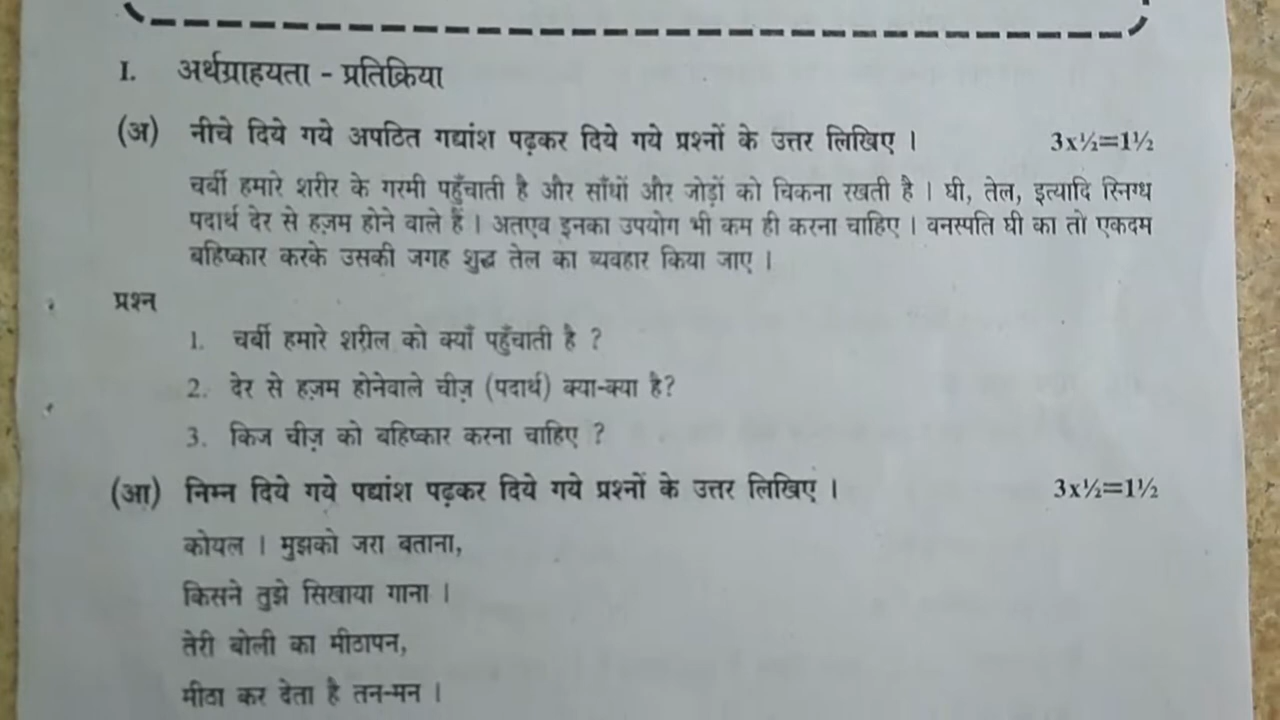 I. अर्थग्राहयता - प्रतिक्रिया
(अ) नीचे दिये गये अपठित गद्यांश पढ़कर दिये गये प्रश्नों के उत्तर लिखिए । 3x½=1½
चर्बी हमारे शरीर के गरमी पहुँचाती है और साँधों और जोड़ों को चिकना रखती है । घी, तेल, इत्यादि स्निग्ध
पदार्थ देर से हज़म होने वाले हैं । अतएव इनका उपयोग भी कम ही करना चाहिए । वनस्पति घी का तो एकदम
बहिष्कार करके उसकी जगह शुद्ध तेल का व्यवहार किया जाए ।
प्रश्न
1. चर्बी हमारे शरीेल को क्याँ पहुँचाती है ?
2. देर से हज़म होनेवाले चीज़ (पदार्थ) क्या-क्या है?
3. किज चीज़ को बहिष्कार करना चाहिए ?
(आ) निम्न दिये गये पद्यांश पढ़कर दिये गये प्रश्नों के उत्तर लिखिए । 3x½=1½
कोयल । मुझको जरा बताना,
किसने तुझे सिखाया गाना ।
तेरी बोली का मीठापन,
मीठा कर देता है तन-मन ।